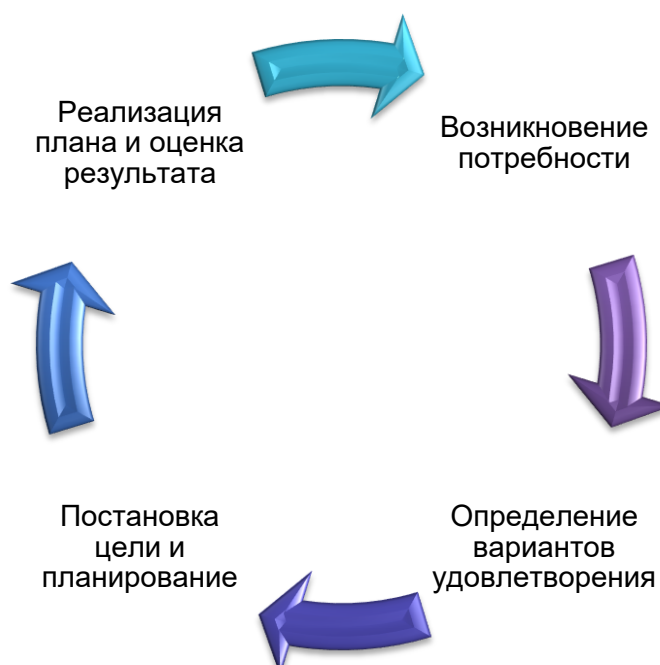 Реализация
плана и оценка
результата
Возникновение
потребности
Постановка
цели и
планирование
Определение
вариантов
удовлетворения